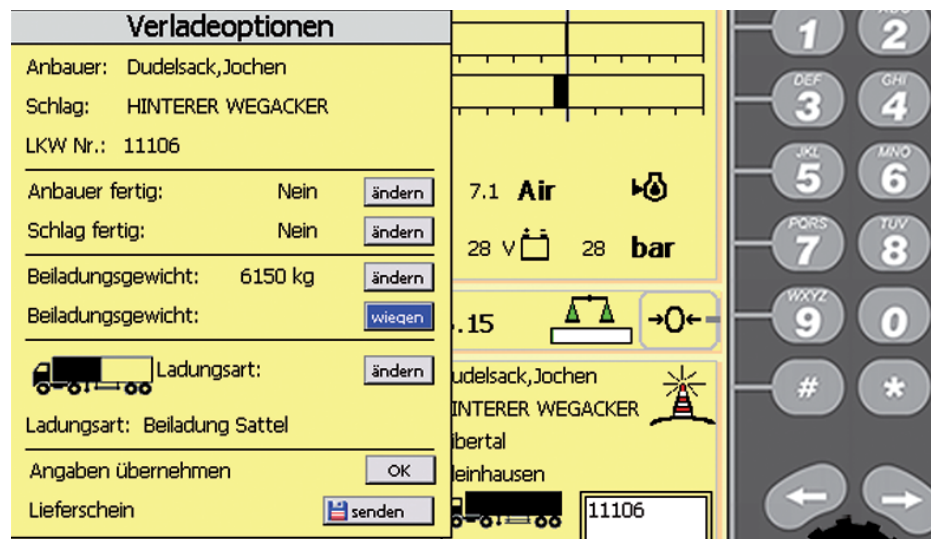 Verladeoptionen
Anbauer: Dudelsack,Jochen
Schlag: HINTERER WEGACKER
LKW Nr.: 11106
Anbauer fertig: Nein ändern
Schlag fertig: Nein ändern
Beiladungsgewicht: 6150 kg ändern
Beiladungsgewicht: wiegen
Ladungsart: ändern
Ladungsart: Beiladung Sattel
Angaben übernehmen OK
Lieferschein senden
7.1 Air
28 V 28 bar
.15 →0←
udelsack,Jochen
INTERER WEGACKER
ibertal
leinhausen
11106
1 2
DEF GHI
3 4
JKL MNO
5 6
PQRS TUV
7 8
WXYZ
9 0
# *